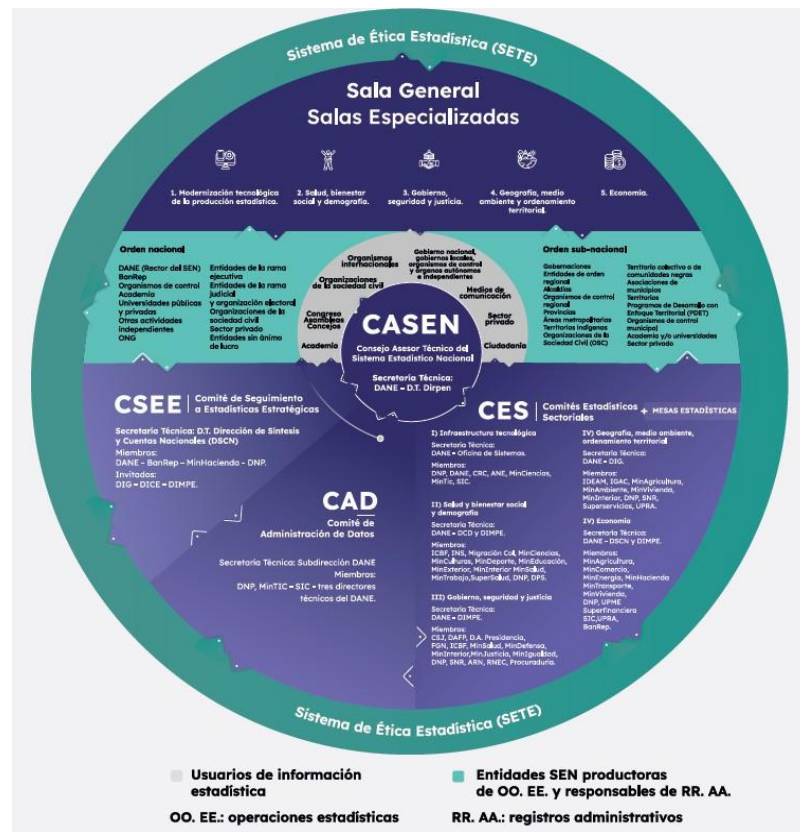 Sistema de Ética Estadística (SETE)
Sala General
Salas Especializadas
1. Modernización tecnológica
de la producción estadística.
2. Salud, bienestar
social y demografía.
3. Gobierno,
seguridad y justicia.
4. Geografía, medio
ambiente y ordenamiento
territorial.
5. Economía.
Orden nacional
DANE (Rector del SEN)
BanRep
Organismos de control
Academia
Universidades públicas
y privadas
Otros actividades
independientes
ONG
Entidades de la rama
ejecutiva
Entidades de la rama
judicial
y organización electoral
Organizaciones de la
sociedad civil
Sector privado
Entidades sin ánimo
de lucro
Academia
Congreso
Asambleas
Concejos
Organizaciones
de la sociedad civil
Organismos
internacionales
Gobierno nacional,
gobiernos locales,
organismos de control
y órganos autónomos
e independientes
Medios de
comunicación
Sector
privado
Ciudadanía
Orden sub-nacional
Gobernaciones
Entidades de orden
regional
Alcaldías
Organismos de control
regional
Provincias
Áreas metropolitanas
Territorios indígenas
Organizaciones de la
Sociedad Civil (OSC)
Territorio colectivo o de
comunidades negras
Asociaciones de
municipios
Territorios
Programas de Desarrollo con
Enfoque Territorial (PDET)
Organismos de control
municipal
Academia y/o universidades
Sector privado
CASEN
Consejo Asesor Técnico del
Sistema Estadístico Nacional
Secretaría Técnica:
DANE - D.T. Dirpen
CSEE | Comité de Seguimiento
a Estadísticas Estratégicas
Secretaría Técnica: D.T. Dirección de Síntesis
y Cuentas Nacionales (DSCN)
Miembros:
DANE - BanRep - MinHacienda - DNP.
Invitados:
DIG - DICE - DIMPE.
CAD
Comité de
Administración de Datos
Secretaría Técnica: Subdirección DANE
Miembros:
DNP, MinTIC - SIC - tres directores
técnicos del DANE.
CES | Comités Estadísticos
Sectoriales
+ MESAS ESTADÍSTICAS
I) Infraestructura tecnológica
Secretaría Técnica:
DANE - Oficina de Sistemas.
Miembros:
DNP, DANE, CRC, ANE, MinCiencias,
MinTic, SIC.
II) Salud y bienestar social
y demografía
Secretaría Técnica:
DANE - DCD y DIMPE.
Miembros:
ICBF, INS, Migración Col, MinCiencias,
MinCulturas, MinDeporte, MinEducación,
MinExterior, MinInterior MinSalud,
MinTrabajo,SuperSalud, DNP, DPS.
III) Gobierno, seguridad y justicia
Secretaría Técnica:
DANE - DIMPE.
Miembros:
CSJ, DAFP, D.A. Presidencia,
FGN, ICBF, MinSalud, MinDefensa,
MinInterior,MinJusticia, MinIgualdad,
DNP, SNR, ARN, RNEC, Procuraduría.
IV) Geografía, medio ambiente,
ordenamiento territorial
Secretaría Técnica:
DANE - DIG.
Miembros:
IDEAM, IGAC, MinAgricultura,
MinAmbiente, MinVivienda,
MinInterior, DNP, SNR,
Superservicios, UPRA.
IV) Economía
Secretaría Técnica:
DANE - DSCN y DIMPE.
Miembros:
MinAgricultura,
MinComercio,
MinEnergía, MinHacienda
MinTransporte,
MinVivienda,
DNP, UPME
Superfinanciera
SIC,UPRA,
BanRep.
Sistema de Ética Estadística (SETE)
Usuarios de información
estadística
Entidades SEN productoras
de OO. EE. y responsables de RR. AA.
OO. EE.: operaciones estadísticas
RR. AA.: registros administrativos